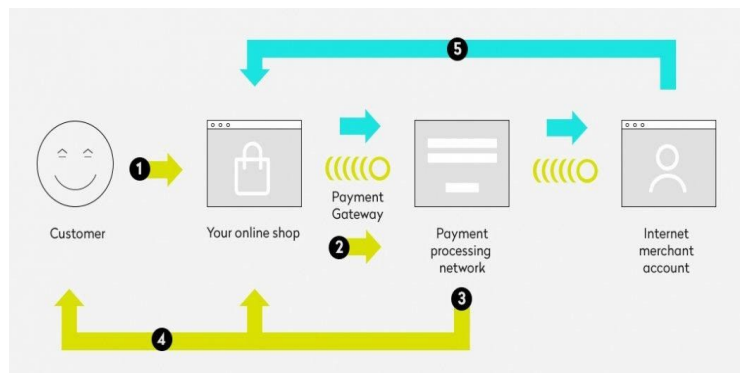 5
1
Customer
Your online shop
Payment
Gateway
2
Payment
processing
network
3
Internet
merchant
account
4